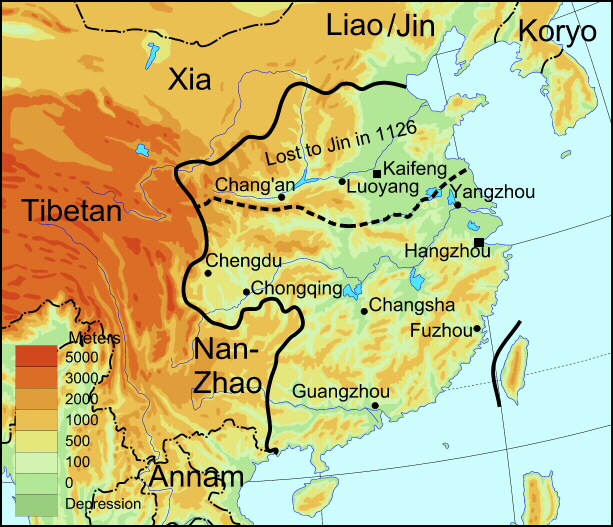 Liao/Jin
Koryo
Xia
Lost to Jin in 1126
Kaifeng
Chang'an
Luoyang
Yangzhou
Tibetan
Hangzhou
Chengdu
Chongqing
Changsha
Fuzhou
Nan-
Zhao
Guangzhou
Annam
Meters
5000
3000
2000
1000
500
100
0
Depression